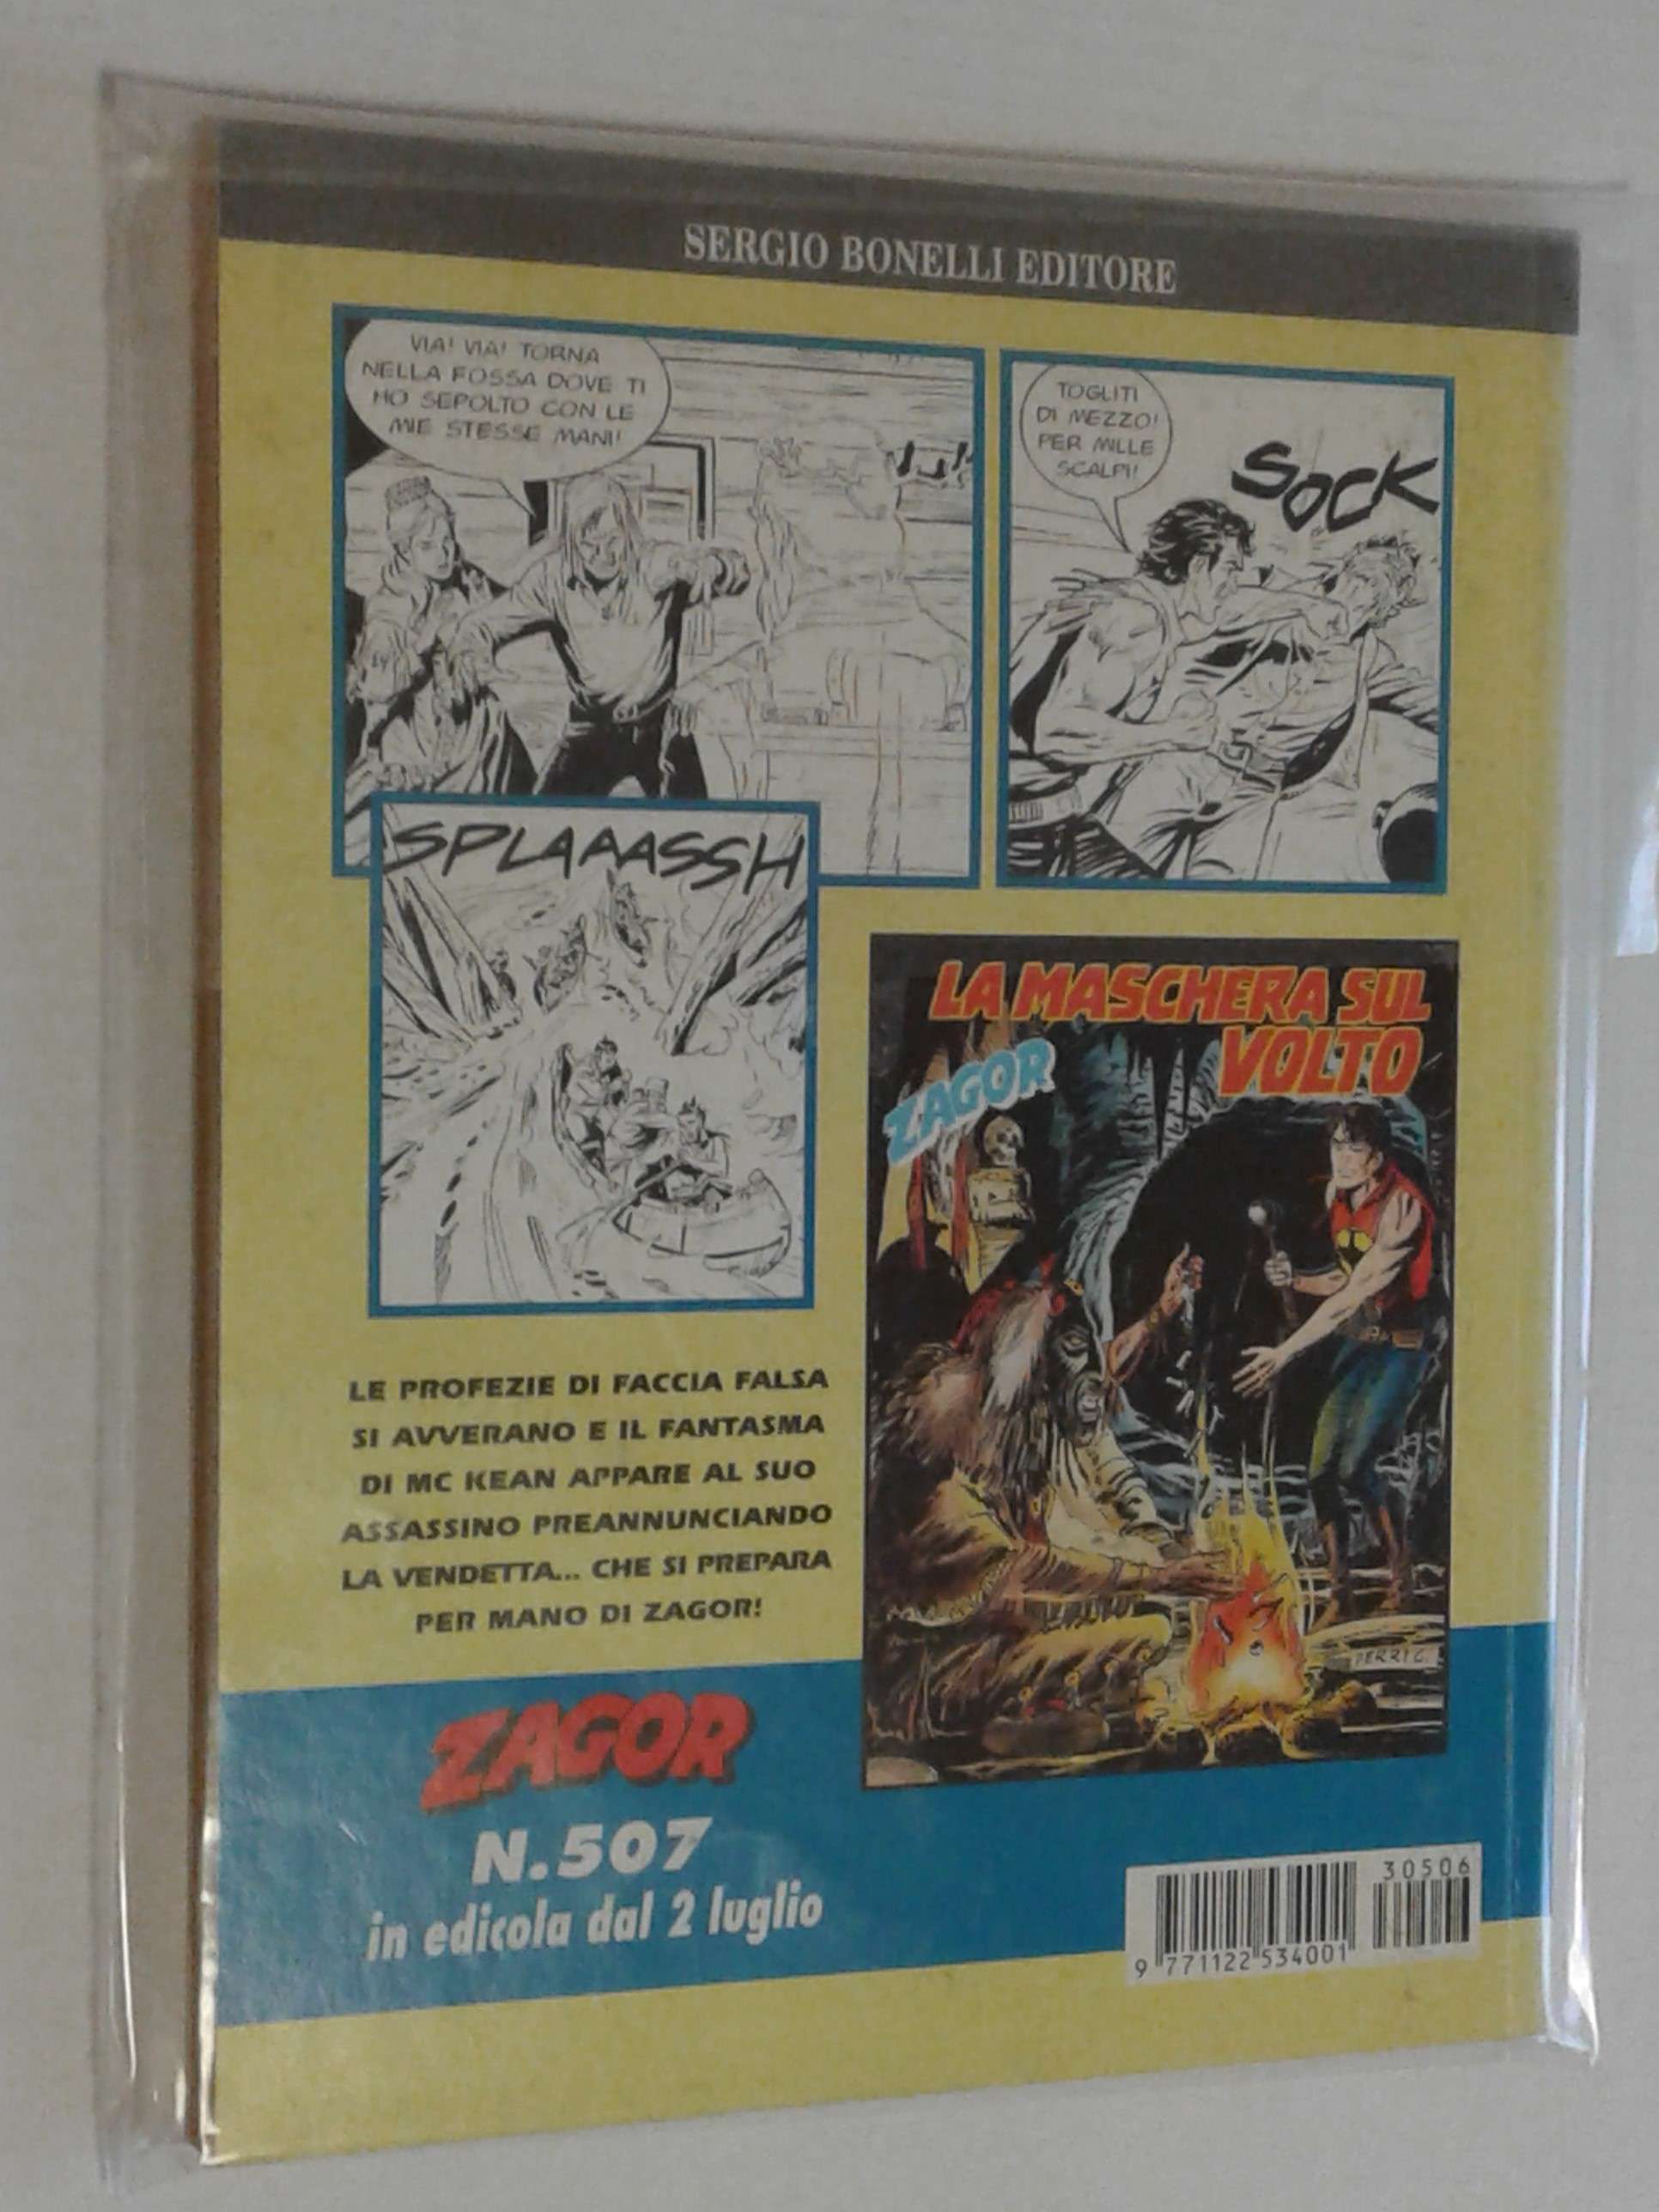 SERGIO BONELLI EDITORE
VIA! VIA! TORNA
NELLA FOSSA DOVE TI
HO SEPOLTO CON LE
MIE STESSE MANI!
TOGLITI
DI MEZZO!
PER MILLE
SCALPI!
SOCK
SPLAAAASSH
LA MASCHERA SUL
VOLTO
ZAGOR
FERRI G.
LE PROFEZIE DI FACCIA FALSA
SI AVVERANO E IL FANTASMA
DI MC KEAN APPARE AL SUO
ASSASSINO PREANNUNCIANDO
LA VENDETTA... CHE SI PREPARA
PER MANO DI ZAGOR!
ZAGOR
N.507
in edicola dal 2 luglio
30506
9 771122 534001